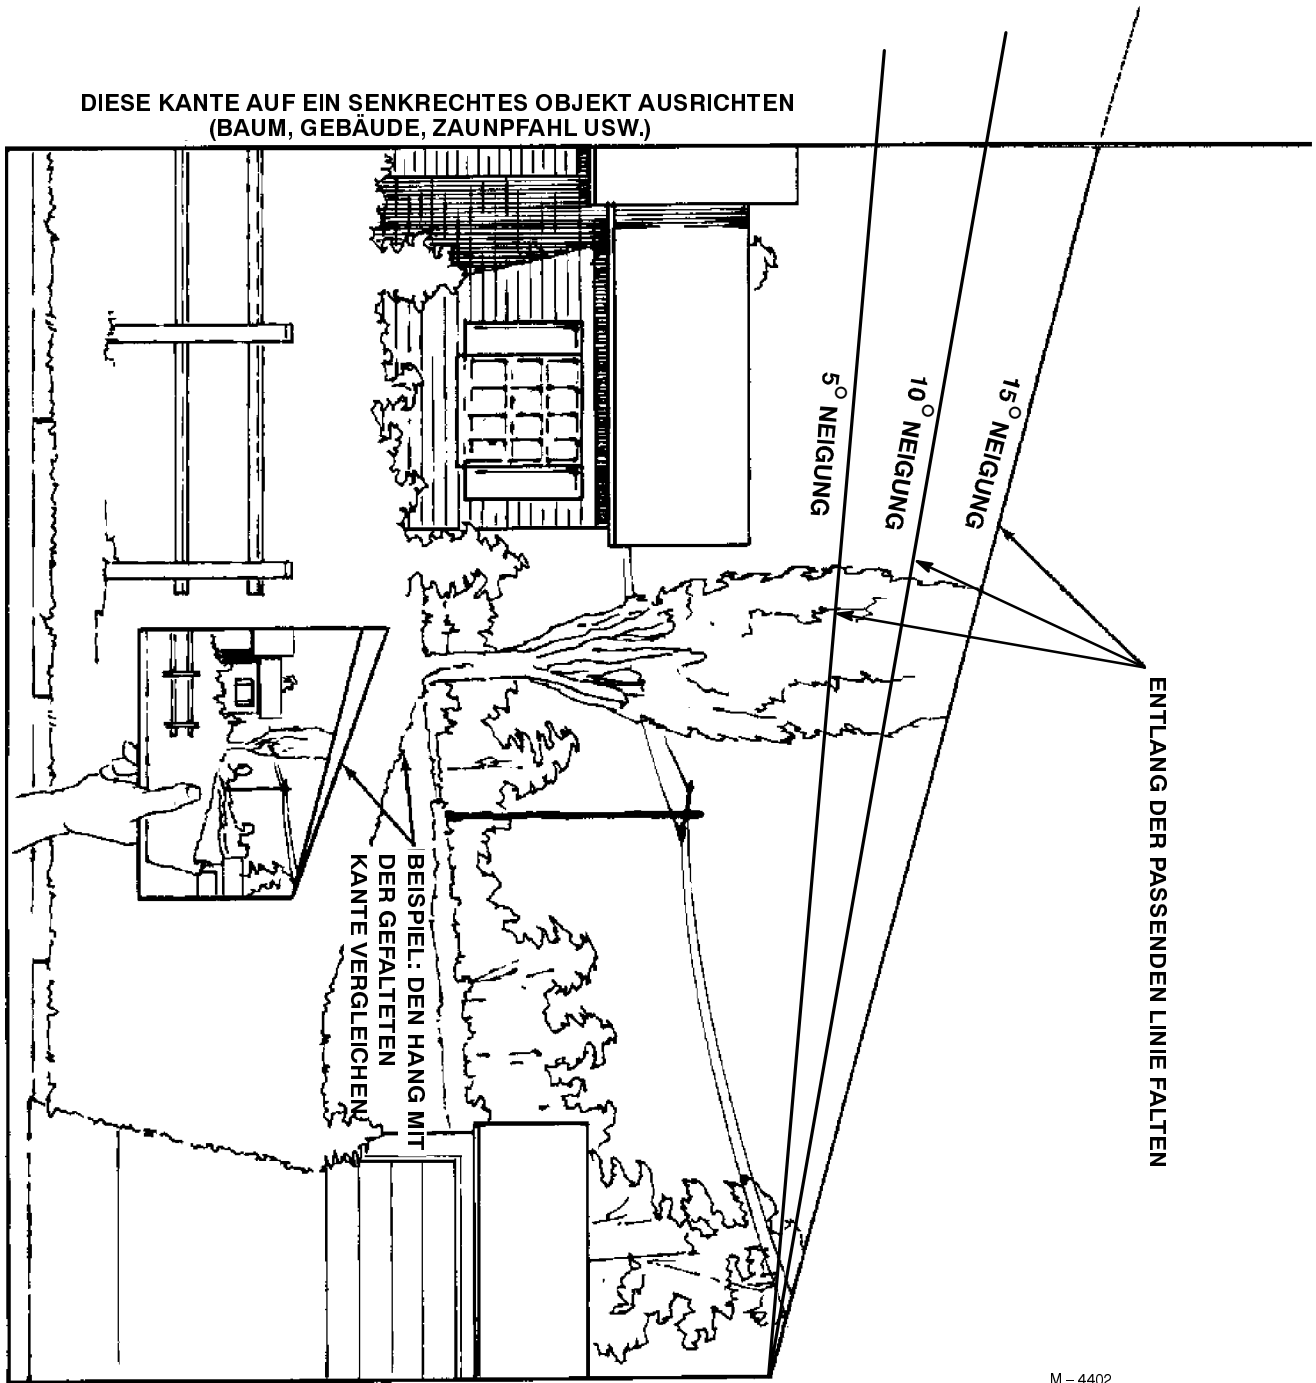 DIESE KANTE AUF EIN SENKRECHTES OBJEKT AUSRICHTEN
(BAUM, GEBÄUDE, ZAUNPFAHL USW.)
5° NEIGUNG
10° NEIGUNG
15° NEIGUNG
ENTLANG DER PASSENDEN LINIE FALTEN
BEISPIEL: DEN HANG MIT
DER GEFALTETEN
KANTE VERGLEICHEN
M – 4402